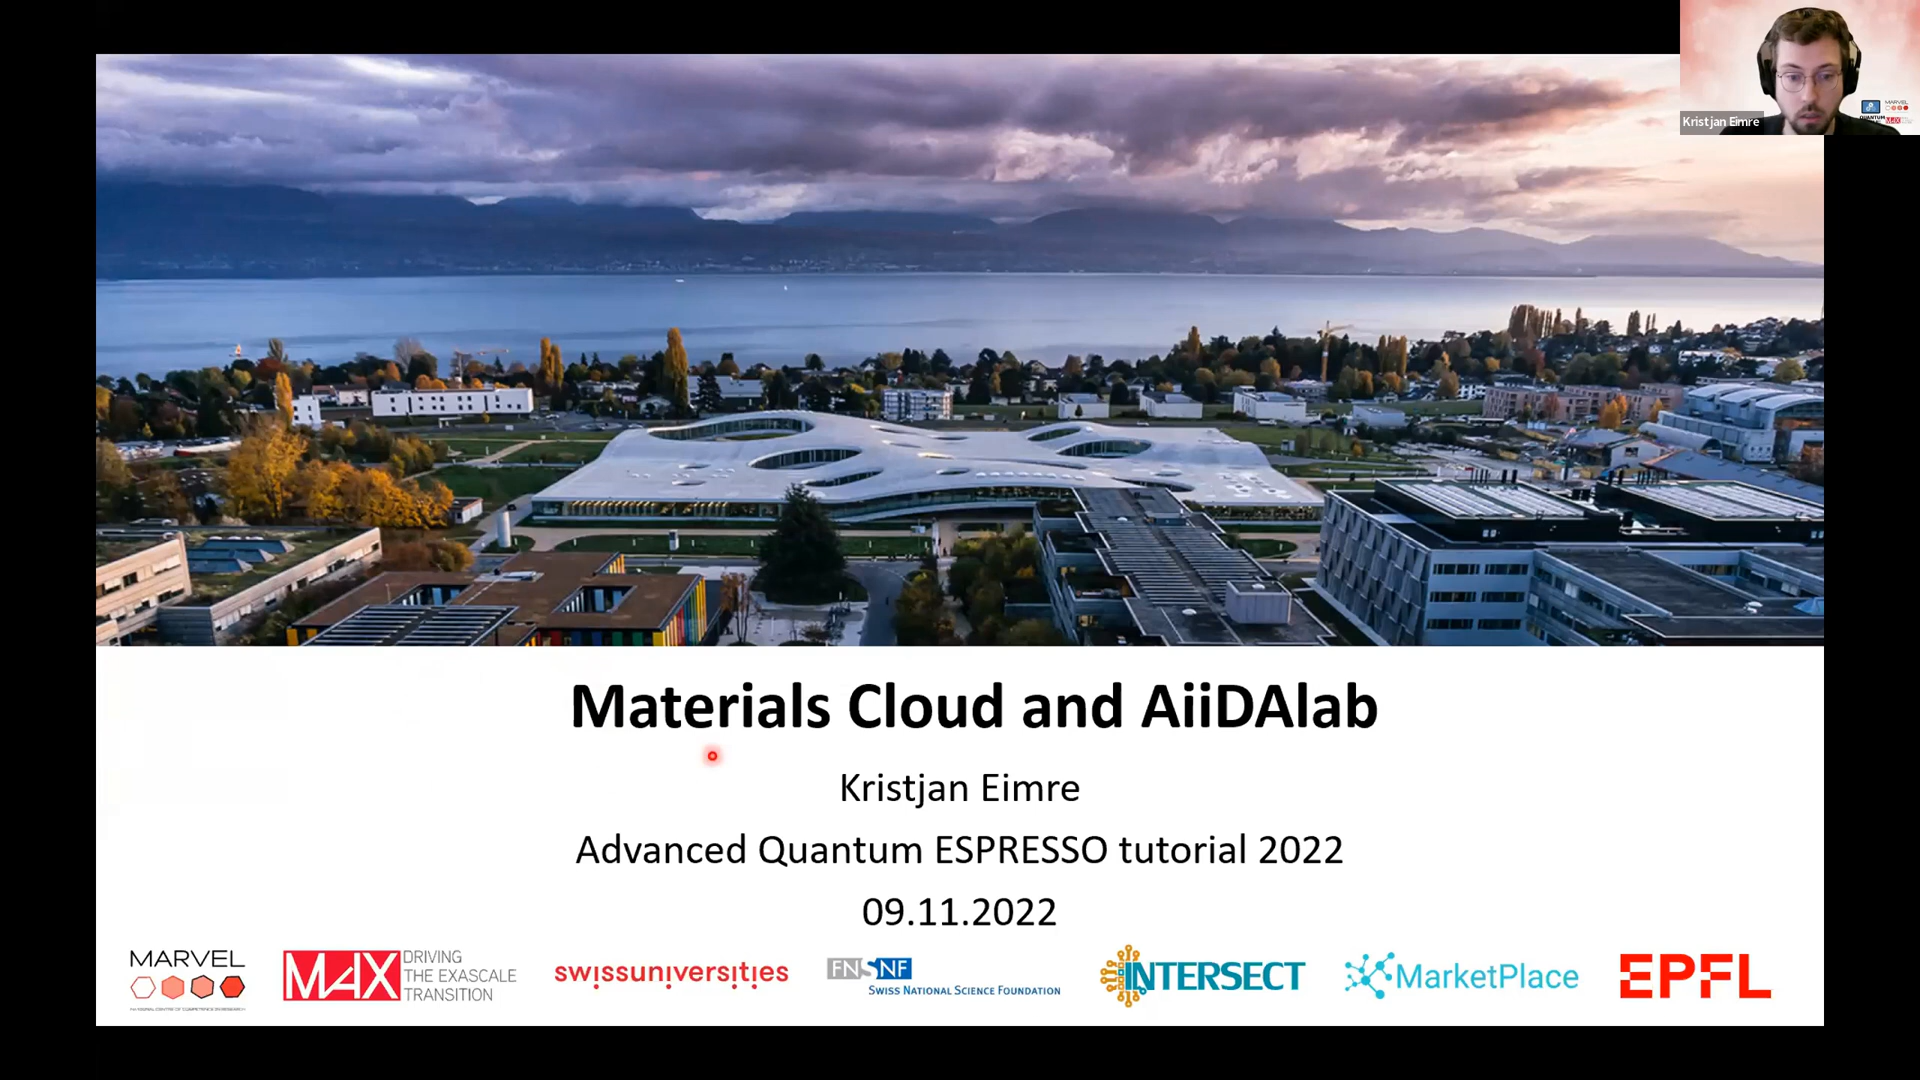 Kristjan Eimre
Materials Cloud and AiiDAlab
Kristjan Eimre
Advanced Quantum ESPRESSO tutorial 2022
09.11.2022
MARVEL
MAX DRIVING
THE EXASCALE
TRANSITION
swissuniversities
FNSNF
SWISS NATIONAL SCIENCE FOUNDATION
INTERSECT
MarketPlace
EPFL